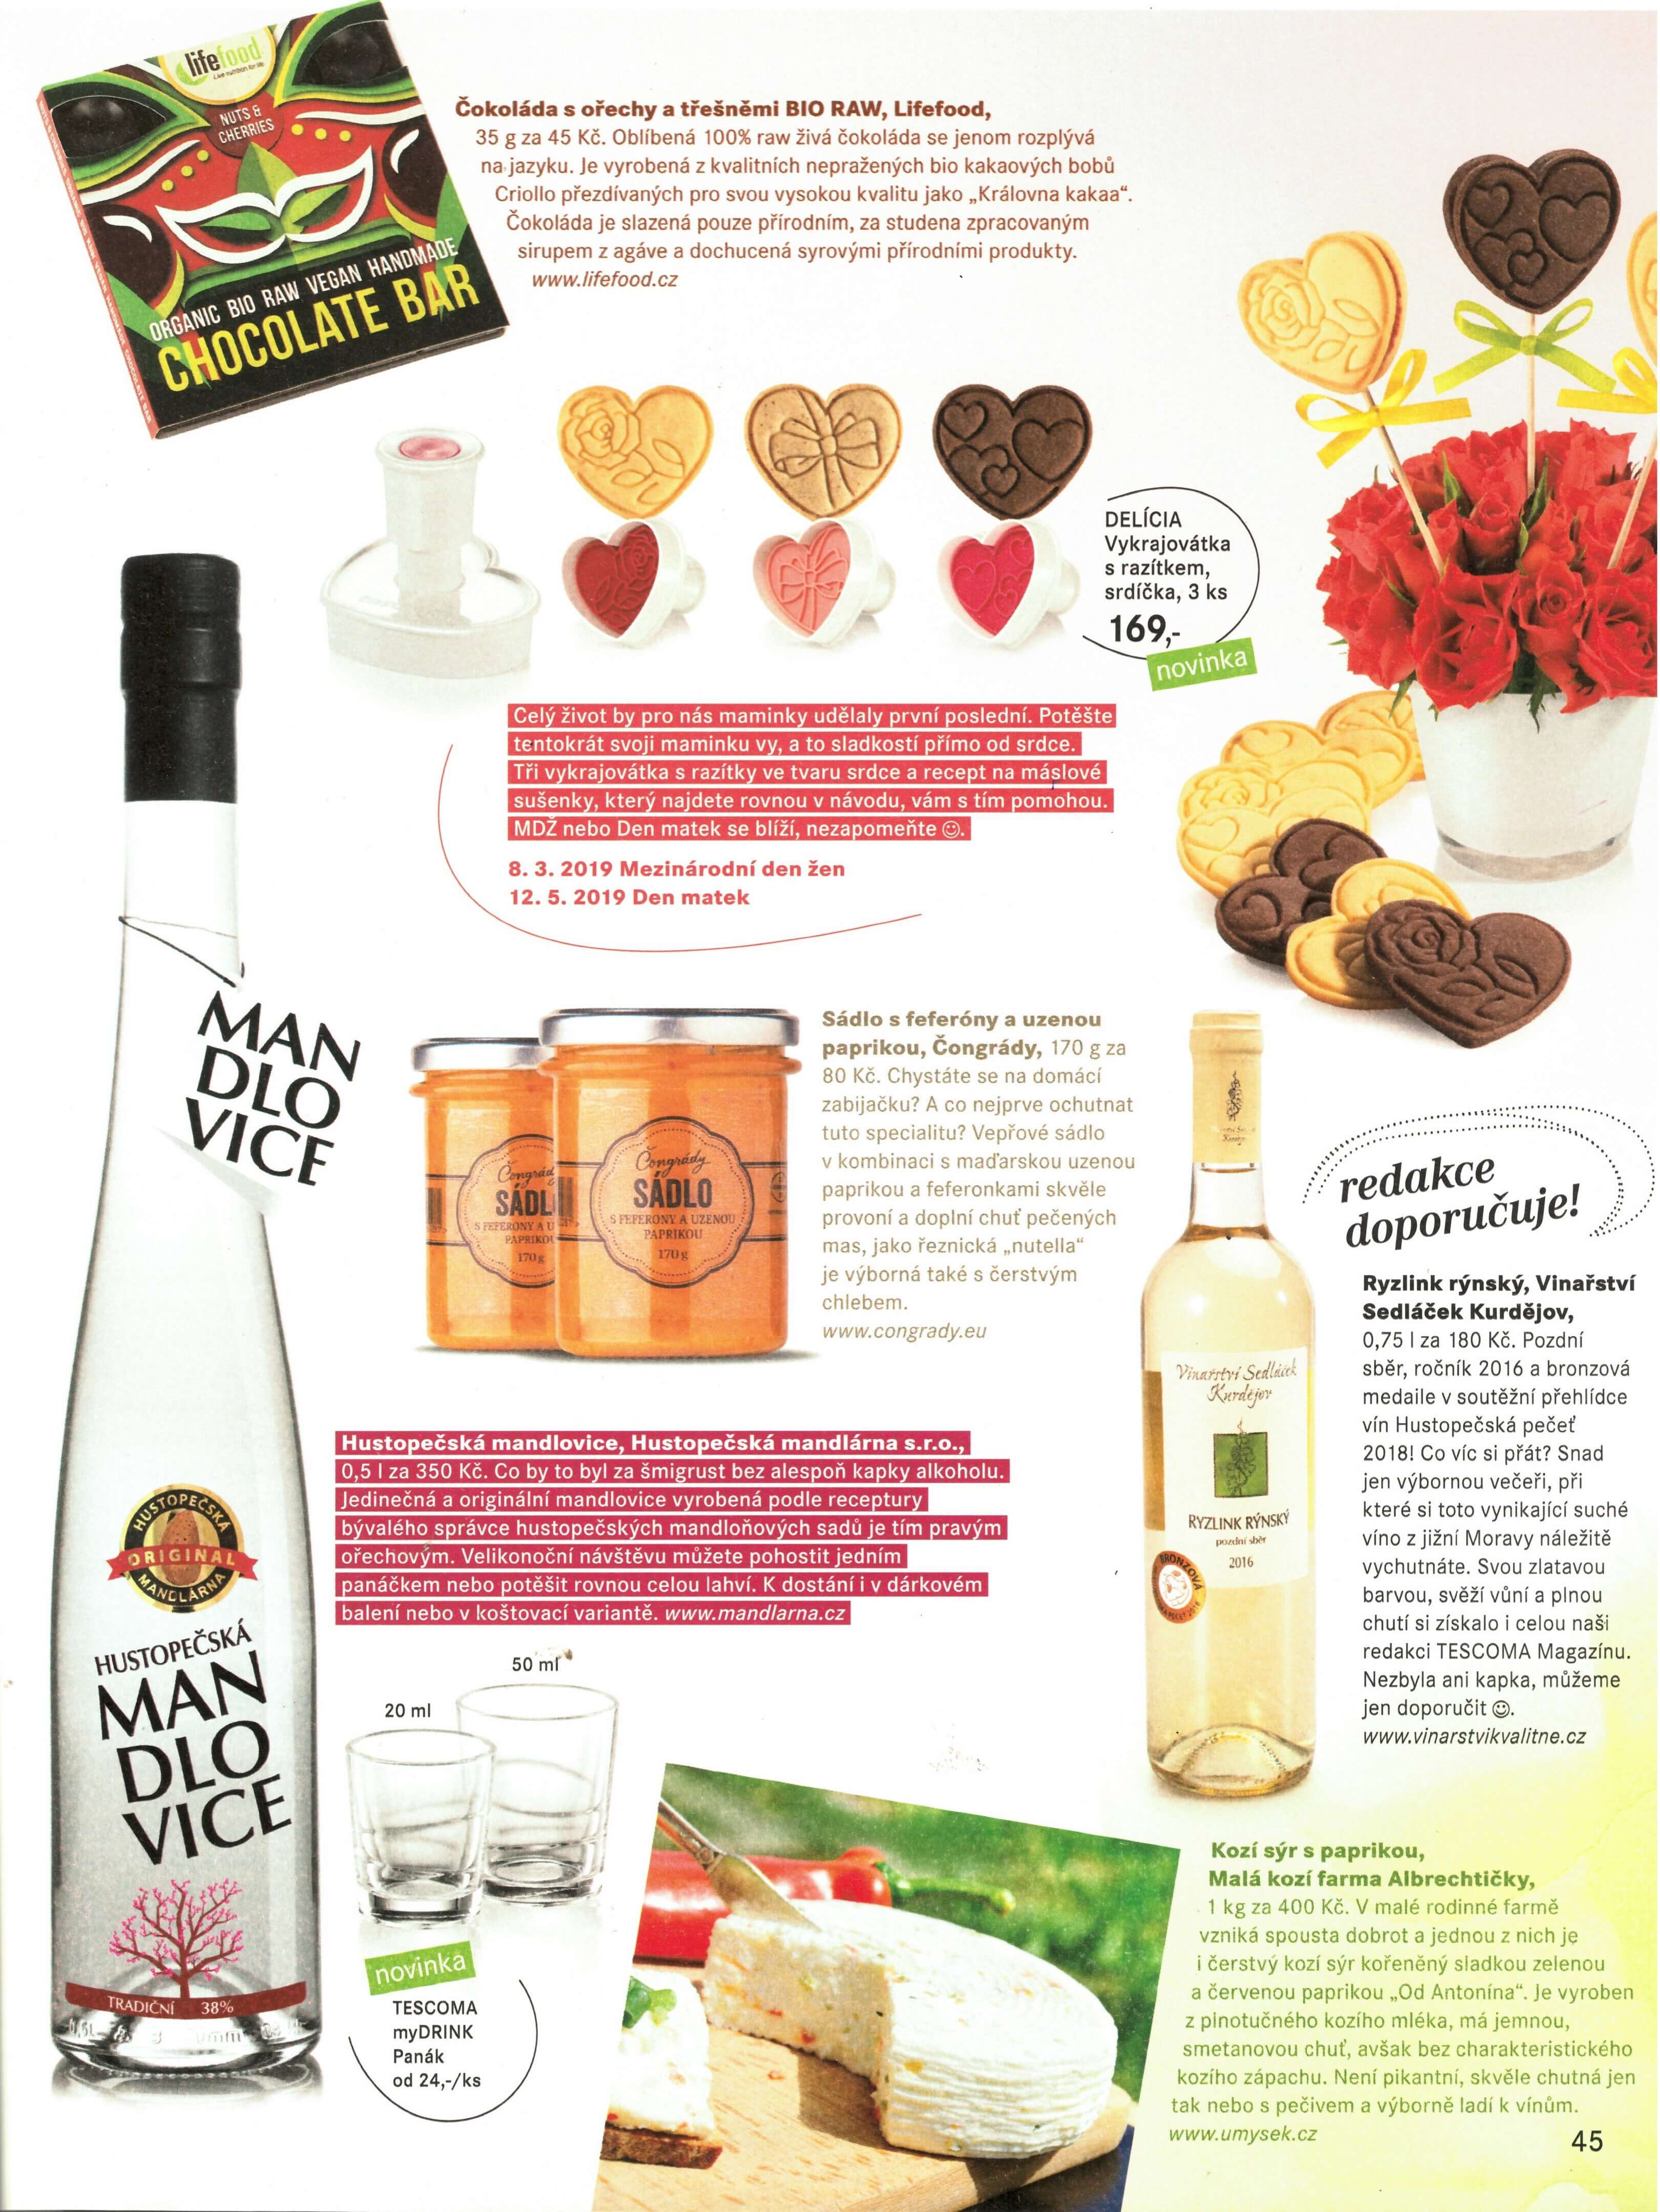 lifefood
Live nutrition for life
NUTS &
CHERRIES
ORGANIC BIO RAW VEGAN HANDMADE
CHOCOLATE BAR
Čokoláda s ořechy a třešněmi BIO RAW, Lifefood,
35 g za 45 Kč. Oblíbená 100% raw živá čokoláda se jenom rozplývá
na jazyku. Je vyrobená z kvalitních nepražených bio kakaových bobů
Criollo přezdívaných pro svou vysokou kvalitu jako „Královna kakaa“.
Čokoláda je slazená pouze přírodním, za studena zpracovaným
sirupem z agáve a dochucená syrovými přírodními produkty.
www.lifefood.cz
DELÍCIA
Vykrajovátka
s razítkem,
srdíčka, 3 ks
169,-
novinka
Celý život by pro nás maminky udělaly první poslední. Potěšte
tentokrát svoji maminku vy, a to sladkostí přímo od srdce.
Tři vykrajovátka s razítky ve tvaru srdce a recept na máslové
sušenky, který najdete rovnou v návodu, vám s tím pomohou.
MDŽ nebo Den matek se blíží, nezapomeňte ☺.
8. 3. 2019 Mezinárodní den žen
12. 5. 2019 Den matek
MAN
DLO
VICE
Čongrády
SÁDLO
S FEFERONY A UZENOU
PAPRIKOU
170 g
Čongrád
SÁDL
S FEFERONY A U
PAPRIKOU
170 g
Sádlo s feferóny a uzenou
paprikou, Čongrády, 170 g za
80 Kč. Chystáte se na domácí
zabijačku? A co nejprve ochutnat
tuto specialitu? Vepřové sádlo
v kombinaci s maďarskou uzenou
paprikou a feferonkami skvěle
provoní a doplní chuť pečených
mas, jako řeznická „nutella“
je výborná také s čerstvým
chlebem.
www.congrady.eu
redakce
doporučuje!
Ryzlink rýnský, Vinařství
Sedláček Kurdějov,
0,75 l za 180 Kč. Pozdní
sběr, ročník 2016 a bronzová
medaile v soutěžní přehlídce
vín Hustopečská pečeť
2018! Co víc si přát? Snad
jen výbornou večeři, při
které si toto vynikající suché
víno z jižní Moravy náležitě
vychutnáte. Svou zlatavou
barvou, svěží vůní a plnou
chutí si získalo i celou naši
redakci TESCOMA Magazínu.
Nezbyla ani kapka, můžeme
jen doporučit ☺.
www.vinarstvikvalitne.cz
Vinařství Sedláček
Kurdějov
RYZLINK RÝNSKÝ
pozdní sběr
2016
BRONZOVÁ
Hustopečská mandlovice, Hustopečská mandlárna s.r.o.,
0,5 l za 350 Kč. Co by to byl za šmigrust bez alespoň kapky alkoholu.
Jedinečná a originální mandlovice vyrobená podle receptury
bývalého správce hustopečských mandloňových sadů je tím pravým
ořechovým. Velikonoční návštěvu můžete pohostit jedním
panáčkem nebo potěšit rovnou celou lahví. K dostání i v dárkovém
balení nebo v koštovací variantě. www.mandlarna.cz
HUSTOPEČSKÁ
ORIGINAL
MANDLÁRNA
HUSTOPEČSKÁ
MAN
DLO
VICE
TRADIČNÍ 38%
50 ml
20 ml
novinka
TESCOMA
myDRINK
Panák
od 24,-/ks
Kozí sýr s paprikou,
Malá kozí farma Albrechtičky,
1 kg za 400 Kč. V malé rodinné farmě
vzniká spousta dobrot a jednou z nich je
i čerstvý kozí sýr kořeněný sladkou zelenou
a červenou paprikou „Od Antonína“. Je vyroben
z plnotučného kozího mléka, má jemnou,
smetanovou chuť, avšak bez charakteristického
kozího zápachu. Není pikantní, skvěle chutná jen
tak nebo s pečivem a výborně ladí k vínům.
www.umysek.cz
45